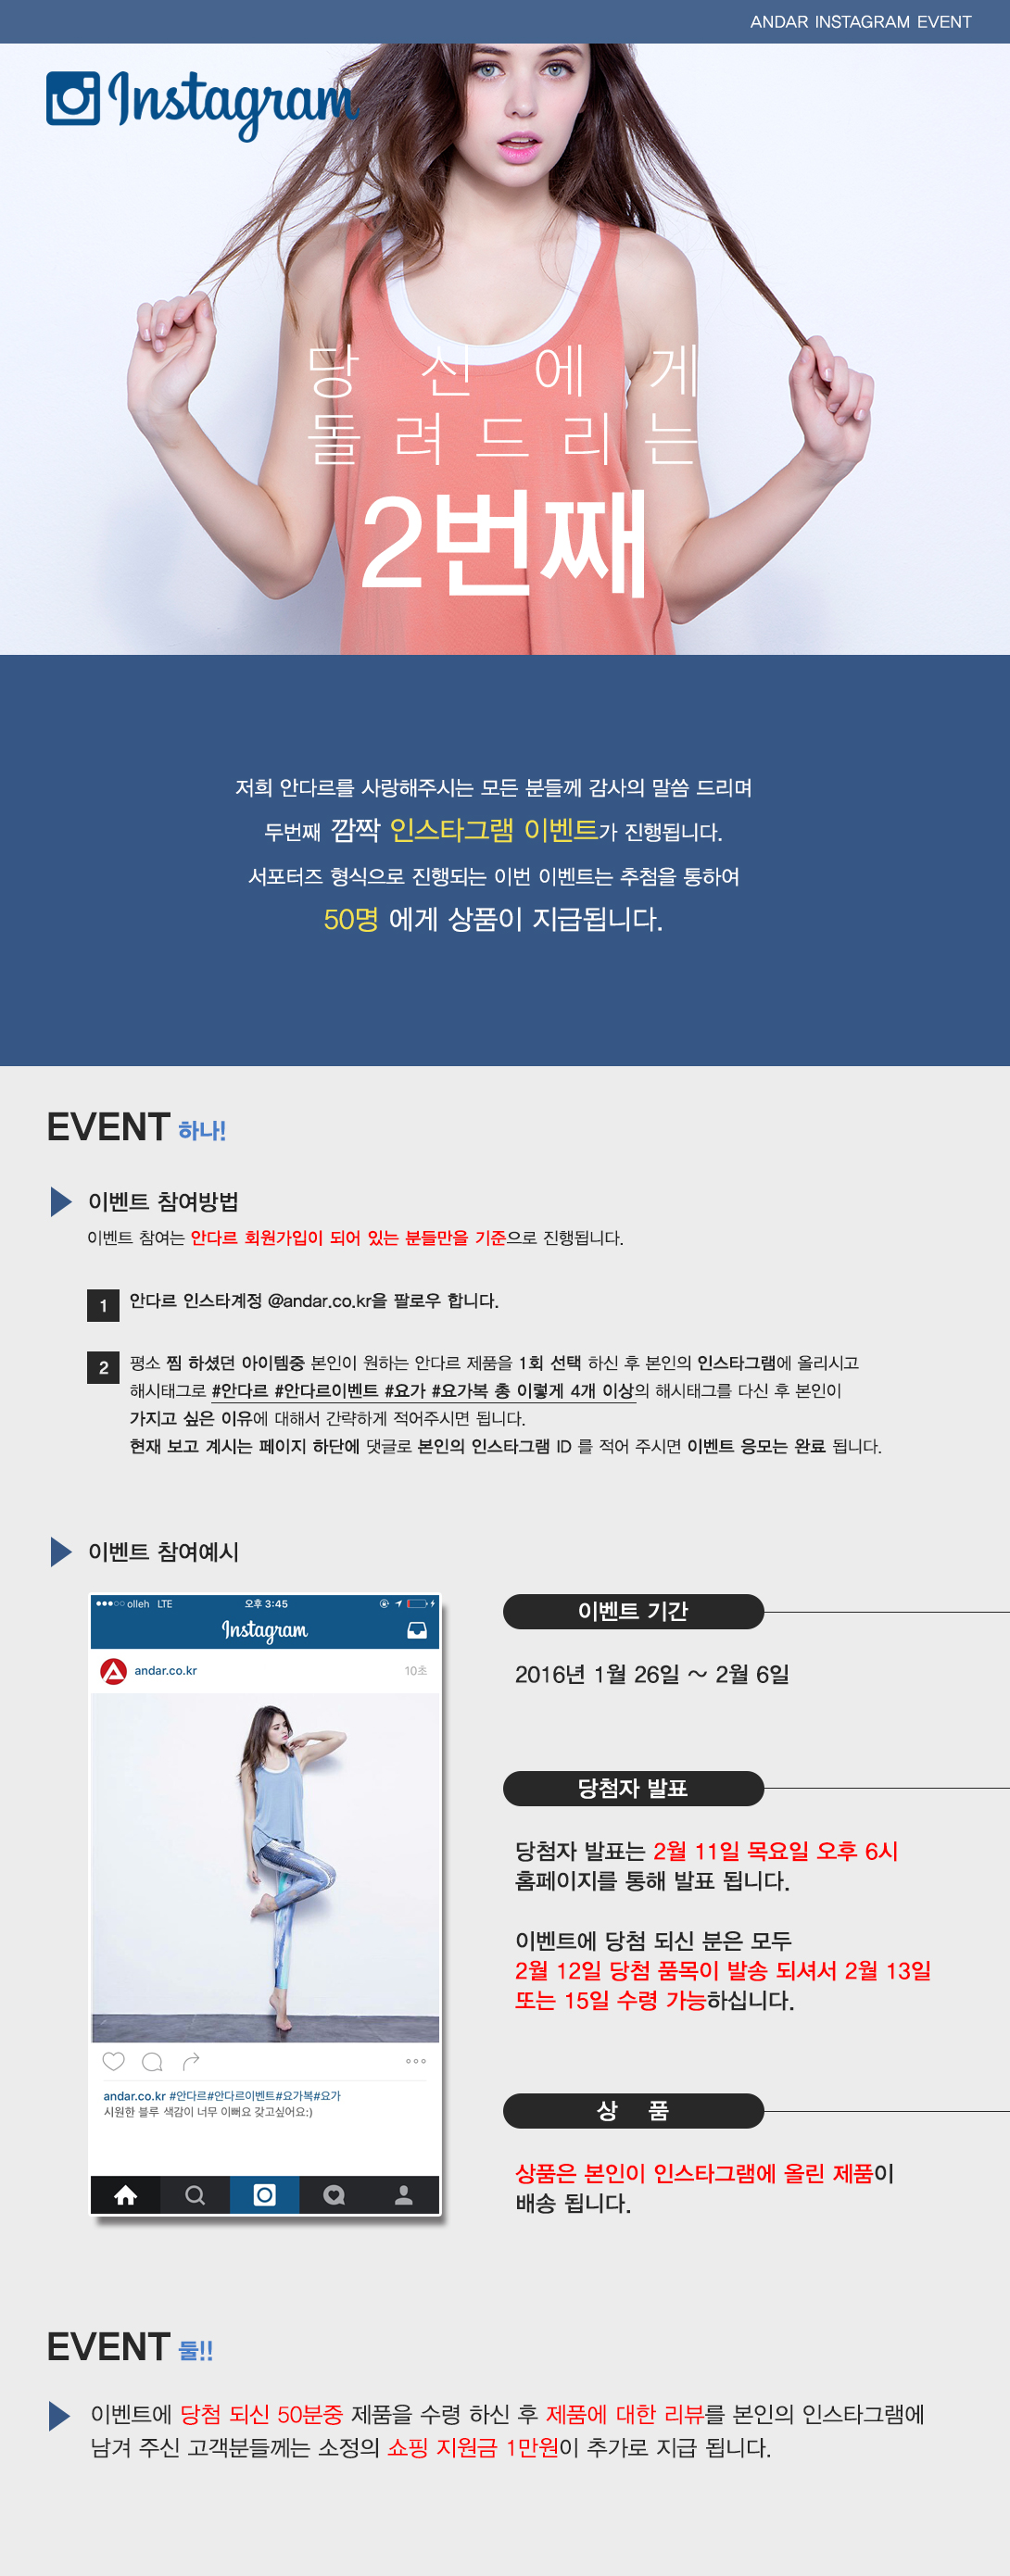 ANDAR INSTAGRAM EVENT
Instagram
당신에게
돌려드리는
2번째
저희 안다르를 사랑해주시는 모든 분들께 감사의 말씀 드리며
두번째 깜짝 인스타그램 이벤트가 진행됩니다.
서포터즈 형식으로 진행되는 이번 이벤트는 추첨을 통하여
50명 에게 상품이 지급됩니다.
EVENT 하나!
이벤트 참여방법
이벤트 참여는 안다르 회원가입이 되어 있는 분들만을 기준으로 진행됩니다.
1 안다르 인스타계정 @andar.co.kr을 팔로우 합니다.
2 평소 찜 하셨던 아이템중 본인이 원하는 안다르 제품을 1회 선택 하신 후 본인의 인스타그램에 올리시고
해시태그로 #안다르 #안다르이벤트 #요가 #요가복 총 이렇게 4개 이상의 해시태그를 다신 후 본인이
가지고 싶은 이유에 대해서 간략하게 적어주시면 됩니다.
현재 보고 계시는 페이지 하단에 댓글로 본인의 인스타그램 ID 를 적어 주시면 이벤트 응모는 완료 됩니다.
이벤트 참여예시
olleh LTE 오후 3:45
Instagram
andar.co.kr 10초
andar.co.kr #안다르#안다르이벤트#요가복#요가
시원한 블루 색감이 너무 이뻐요 갖고싶어요:)
이벤트 기간
2016년 1월 26일 ~ 2월 6일
당첨자 발표
당첨자 발표는 2월 11일 목요일 오후 6시
홈페이지를 통해 발표 됩니다.
이벤트에 당첨 되신 분은 모두
2월 12일 당첨 품목이 발송 되셔서 2월 13일
또는 15일 수령 가능하십니다.
상 품
상품은 본인이 인스타그램에 올린 제품이
배송 됩니다.
EVENT 둘!!
이벤트에 당첨 되신 50분중 제품을 수령 하신 후 제품에 대한 리뷰를 본인의 인스타그램에
남겨 주신 고객분들께는 소정의 쇼핑 지원금 1만원이 추가로 지급 됩니다.